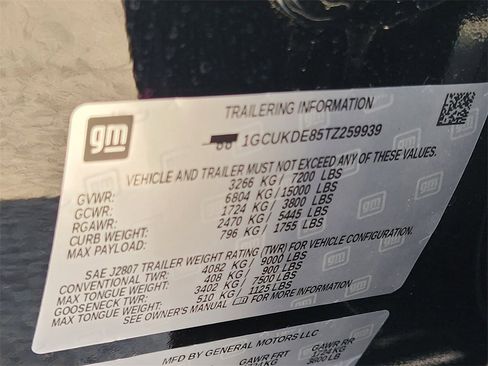 TRAILERING INFORMATION
gm
1GCUKDE85TZ259939
VEHICLE AND TRAILER MUST NOT EXCEED ANY OF THESE VALUES.
GVWR: 3266 KG / 7200 LBS
GCWR: 6804 KG / 15000 LBS
RGAWR: 1724 KG / 3800 LBS
CURB WEIGHT: 2470 KG / 5445 LBS
MAX PAYLOAD: 796 KG / 1755 LBS
SAE J2807 TRAILER WEIGHT RATING (TWR) FOR VEHICLE CONFIGURATION.
CONVENTIONAL TWR: 4082 KG / 9000 LBS
MAX TONGUE WEIGHT: 408 KG / 900 LBS
GOOSENECK TWR: 3402 KG / 7500 LBS
MAX TONGUE WEIGHT: 510 KG / 1125 LBS
SEE OWNER'S MANUAL FOR MORE INFORMATION
MFD BY GENERAL MOTORS LLC
GAWR FRT GAWR RR
1724 KG
3800 LB